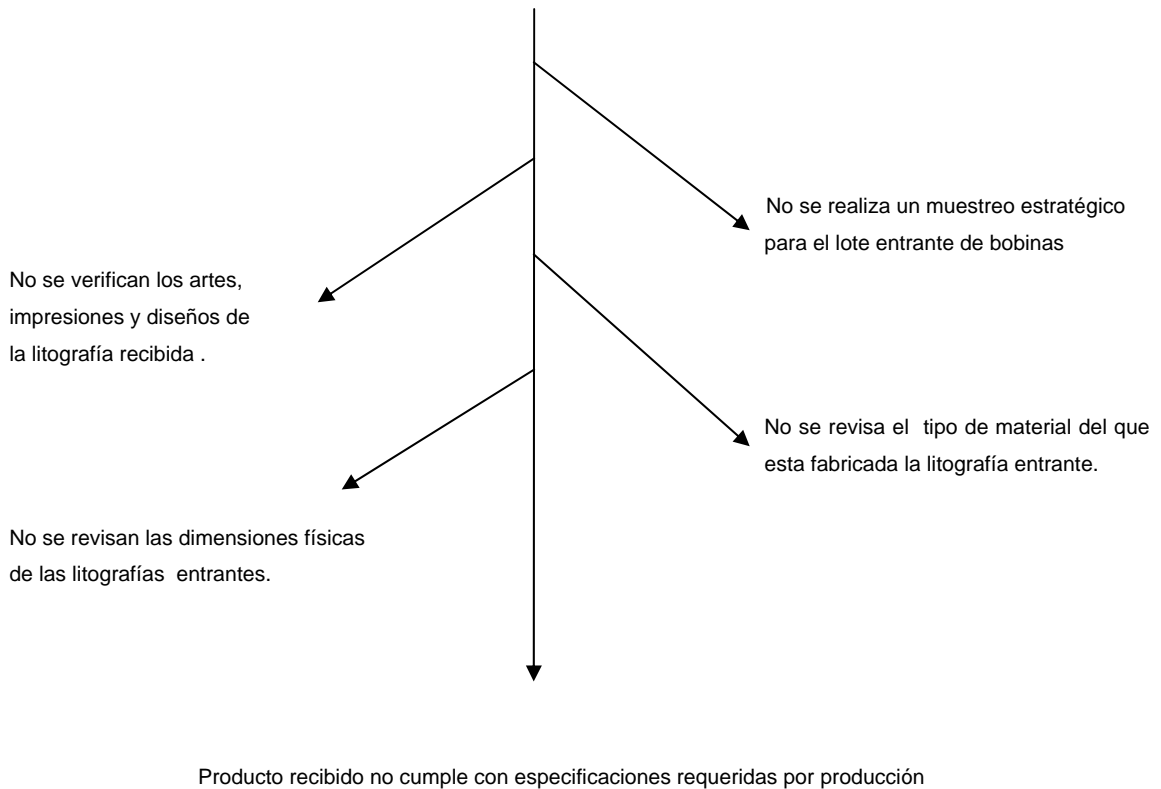 No se realiza un muestreo estratégico
para el lote entrante de bobinas
No se verifican los artes,
impresiones y diseños de
la litografía recibida .
No se revisa el  tipo de material del que
esta fabricada la litografía entrante.
No se revisan las dimensiones físicas
de las litografías  entrantes.
Producto recibido no cumple con especificaciones requeridas por producción